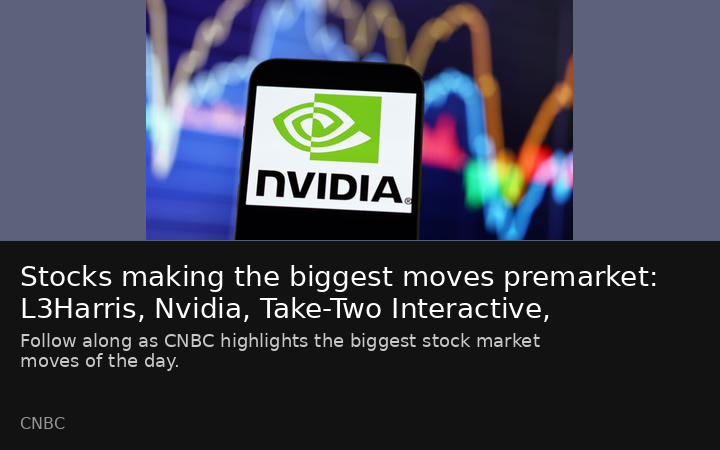 NVIDIA®
Stocks making the biggest moves premarket:
L3Harris, Nvidia, Take-Two Interactive,
Follow along as CNBC highlights the biggest stock market
moves of the day.
CNBC